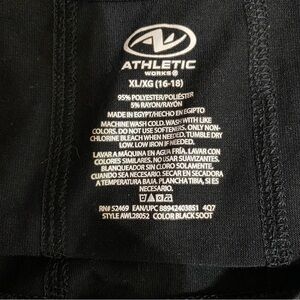 ATHLETIC
WORKS®
XL/XG (16-18)
95% POLYESTER/POLIÉSTER
5% RAYON/RAYÓN
MADE IN EGYPT/HECHO EN EGIPTO
MACHINE WASH COLD. WASH WITH LIKE
COLORS. DO NOT USE SOFTENERS. ONLY NON-
CHLORINE BLEACH WHEN NEEDED. TUMBLE DRY
LOW. LOW IRON IF NEEDED.
LAVAR A MÁQUINA EN AGUA FRÍA. LAVAR CON
COLORES SIMILARES. NO USAR SUAVIZANTES.
BLANQUEADOR SIN CLORO SOLAMENTE
CUANDO SEA NECESARIO. SECAR EN SECADORA
A TEMPERATURA BAJA. PLANCHA TIBIA, SI ES
NECESARIO.
RN# 52469 EAN/UPC 88942403851 4Q7
STYLE AWL28052 COLOR BLACK SOOT